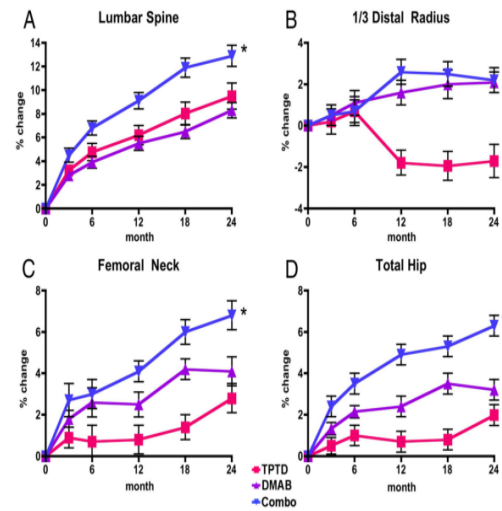 A Lumbar Spine
14
12
10
8
6
4
2
0
% change
*
0 6 12 18 24
month
B 1/3 Distal Radius
4
2
0
-2
-4
% change
0 6 12 18 24
month
C Femoral Neck
8
6
4
2
0
% change
*
0 6 12 18 24
month
D Total Hip
8
6
4
2
0
% change
0 6 12 18 24
month
TPTD
DMAB
Combo